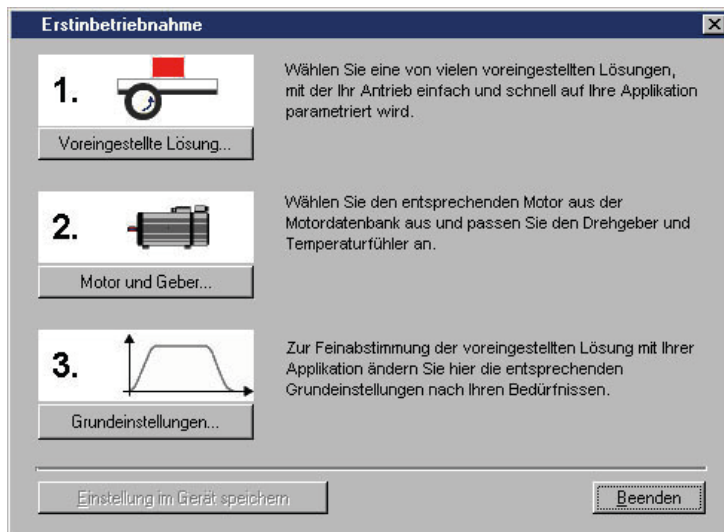 Erstinbetriebnahme
1.
Voreingestellte Lösung...
Wählen Sie eine von vielen voreingestellten Lösungen,
mit der Ihr Antrieb einfach und schnell auf Ihre Applikation
parametriert wird.
2.
Motor und Geber...
Wählen Sie den entsprechenden Motor aus der
Motordatenbank aus und passen Sie den Drehgeber und
Temperaturfühler an.
3.
Grundeinstellungen...
Zur Feinabstimmung der voreingestellten Lösung mit Ihrer
Applikation ändern Sie hier die entsprechenden
Grundeinstellungen nach Ihren Bedürfnissen.
Einstellung im Gerät speichern
Beenden